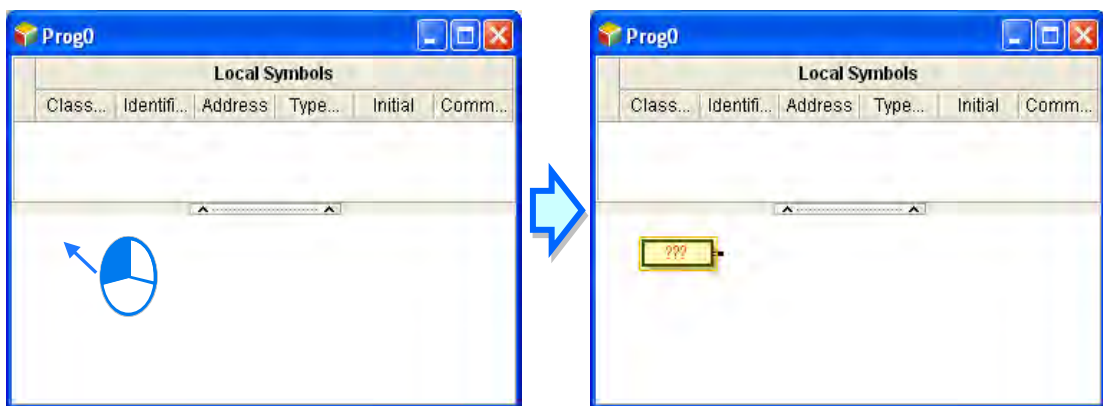 Prog0
Local Symbols
Class... Identifi... Address Type... Initial Comm...
Prog0
Local Symbols
Class... Identifi... Address Type... Initial Comm...
???